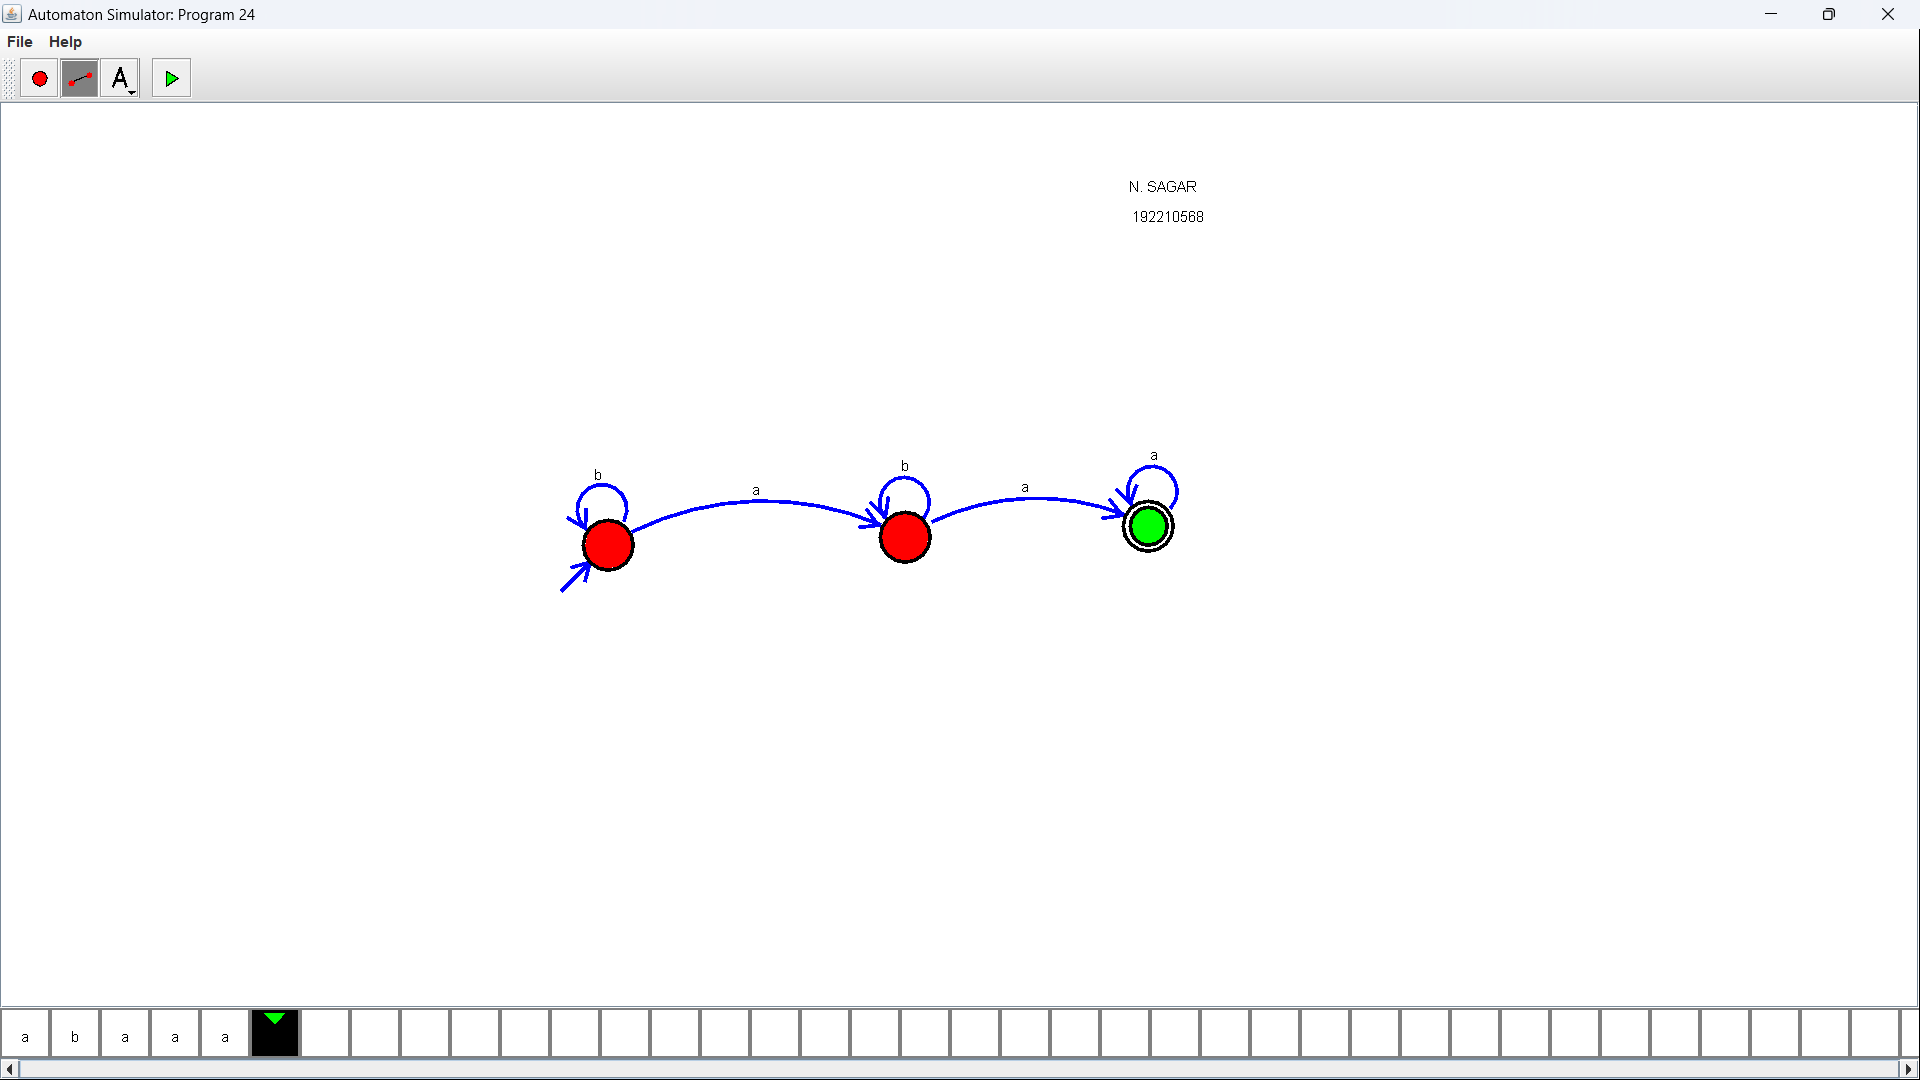 Automaton Simulator: Program 24
File Help
A
N. SAGAR
192210568
b a b a a
a b a a a